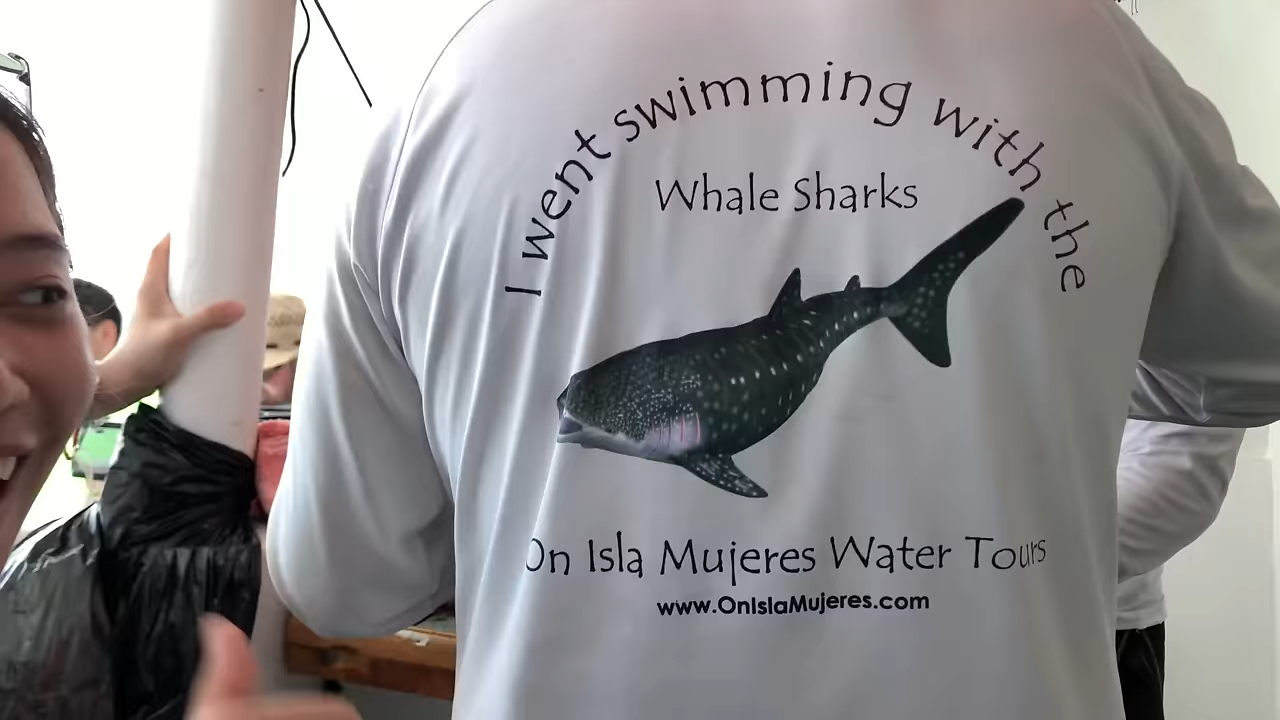 I went swimming with the
Whale Sharks
On Isla Mujeres Water Tours
www.OnIslaMujeres.com